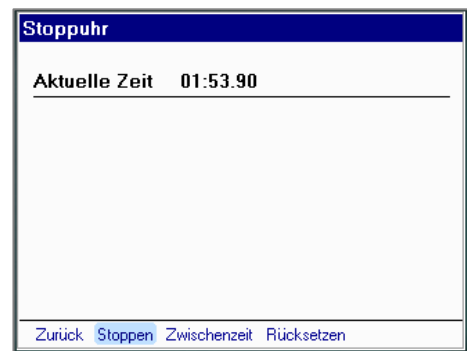 Stoppuhr
Aktuelle Zeit 01:53.90
Zurück Stoppen Zwischenzeit Rücksetzen